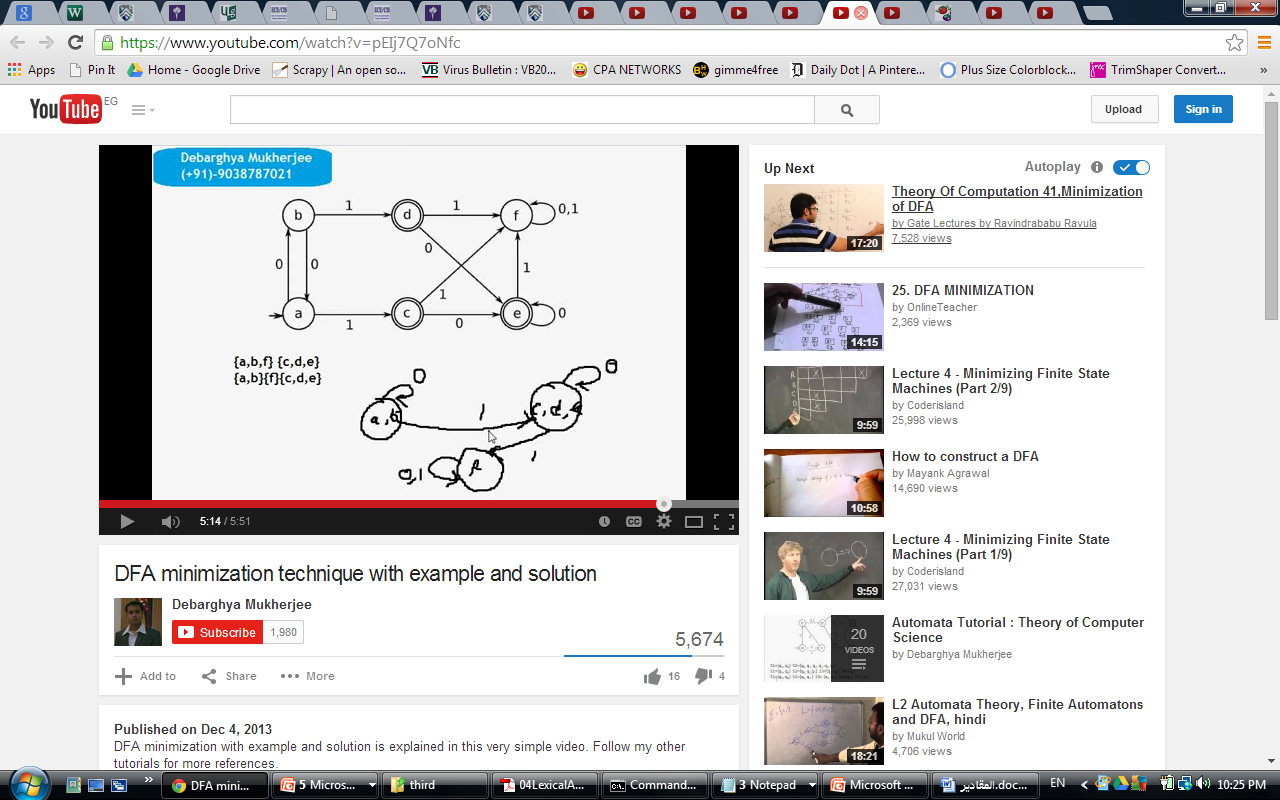 https://www.youtube.com/watch?v=pEIj7Q7oNfc
Apps Pin It Home - Google Drive Scrapy | An open so... VB Virus Bulletin : VB20... CPA NETWORKS gimme4free Daily Dot | A Pintere... Plus Size Colorblock... TrimShaper Convert... »
YouTube EG
Upload
Sign in
Debarghya Mukherjee
(+91)-9038787021
b 1 d 1 f 0,1
0 0 0 1
1
a 1 c 0 e 0
{a,b,f} {c,d,e}
{a,b}{f}{c,d,e}
0 0
a,b 1 c,d,e
0,1 f 1
5:14 / 5:51
DFA minimization technique with example and solution
Debarghya Mukherjee
Subscribe 1,980
5,674
Add to Share More 16 4
Published on Dec 4, 2013
DFA minimization with example and solution is explained in this very simple video. Follow my other
tutorials for more references.
Up Next Autoplay
17:20
Theory Of Computation 41,Minimization
of DFA
by Gate Lectures by Ravindrababu Ravula
7,528 views
14:15
25. DFA MINIMIZATION
by OnlineTeacher
2,369 views
9:59
Lecture 4 - Minimizing Finite State
Machines (Part 2/9)
by Coderisland
25,998 views
10:58
How to construct a DFA
by Mayank Agrawal
14,690 views
9:59
Lecture 4 - Minimizing Finite State
Machines (Part 1/9)
by Coderisland
27,031 views
20
VIDEOS
Automata Tutorial : Theory of Computer
Science
by Debarghya Mukherjee
18:21
L2 Automata Theory, Finite Automatons
and DFA, hindi
by Mukul World
4,706 views
» DFA mini... 5 Micros... third 04LexicalA... Command... 3 Notepad Microsoft ... المقادير.doc... EN 10:25 PM